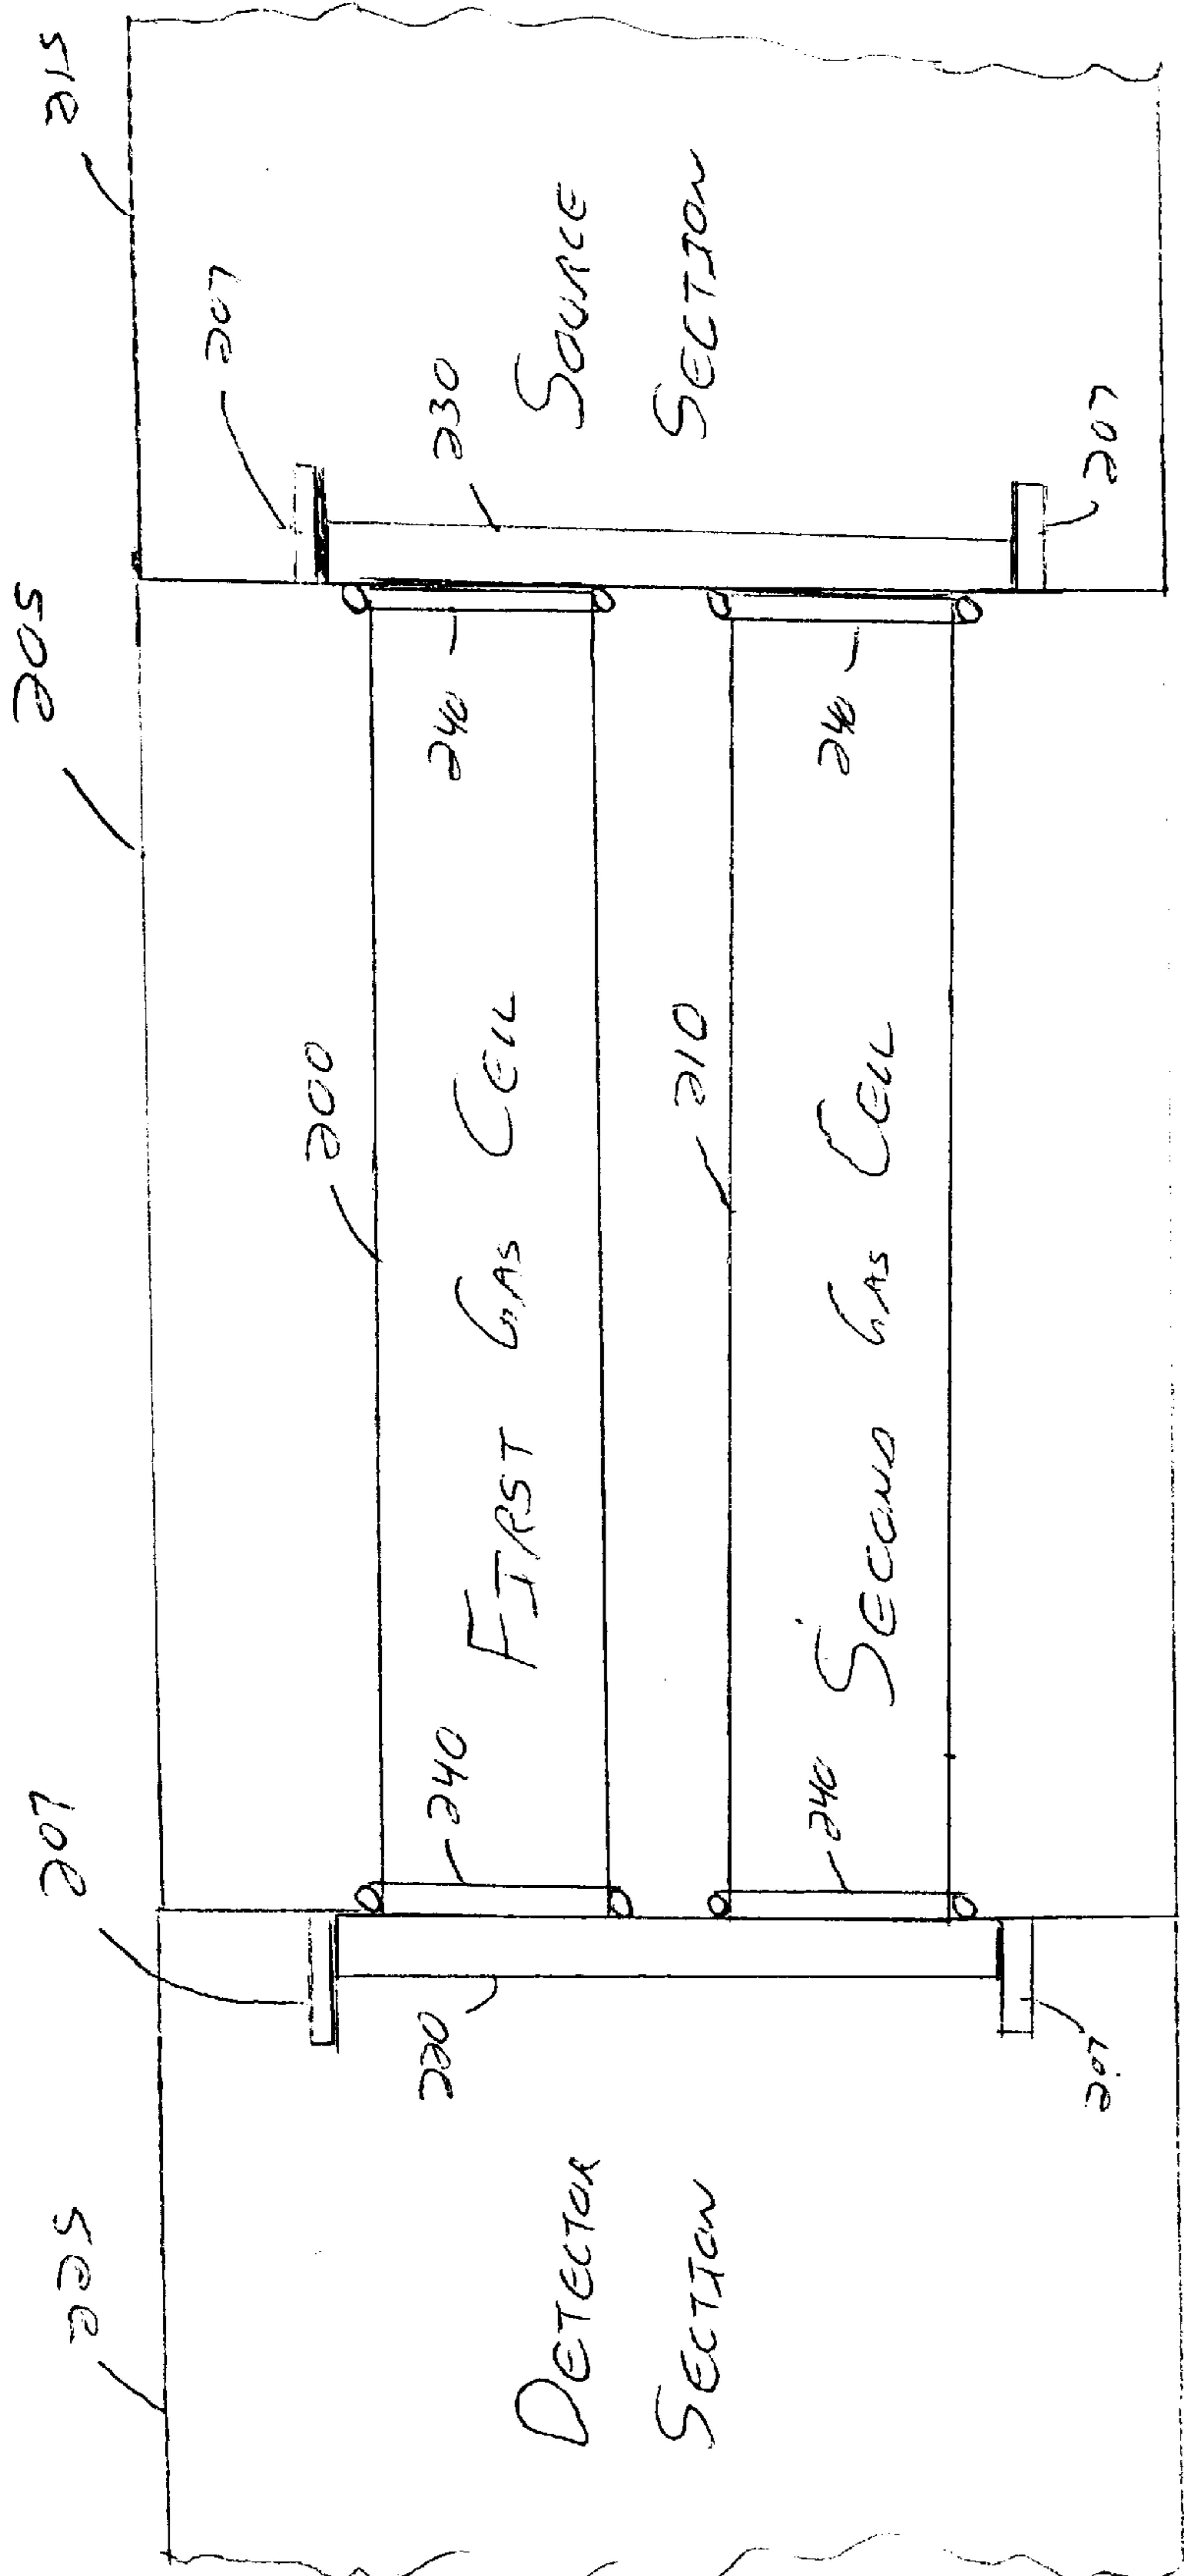 225
207
205
215
207
200
220
240
FIRST GAS CELL
240
230
DETECTOR
SECTION
SOURCE
SECTION
210
240
SECOND GAS CELL
240
207
207